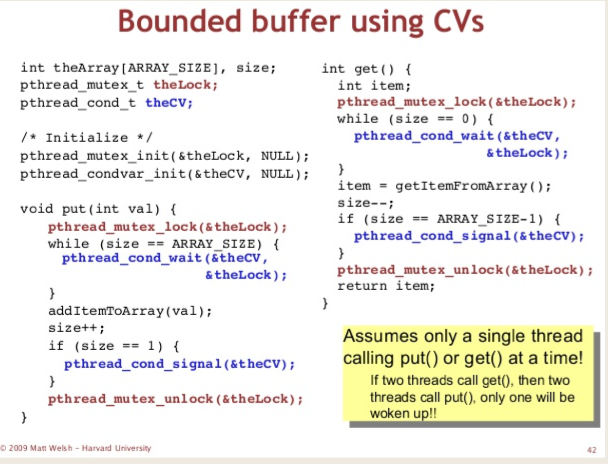 Bounded buffer using CVs
int theArray[ARRAY_SIZE], size;
pthread_mutex_t theLock;
pthread_cond_t theCV;
/* Initialize */
pthread_mutex_init(&theLock, NULL);
pthread_condvar_init(&theCV, NULL);
void put(int val) {
pthread_mutex_lock(&theLock);
while (size == ARRAY_SIZE) {
pthread_cond_wait(&theCV,
&theLock);
}
addItemToArray(val);
size++;
if (size == 1) {
pthread_cond_signal(&theCV);
}
pthread_mutex_unlock(&theLock);
}
int get() {
int item;
pthread_mutex_lock(&theLock);
while (size == 0) {
pthread_cond_wait(&theCV,
&theLock);
}
item = getItemFromArray();
size--;
if (size == ARRAY_SIZE-1) {
pthread_cond_signal(&theCV);
}
pthread_mutex_unlock(&theLock);
return item;
}
Assumes only a single thread
calling put() or get() at a time!
If two threads call get(), then two
threads call put(), only one will be
woken up!!
© 2009 Matt Welsh – Harvard University
42